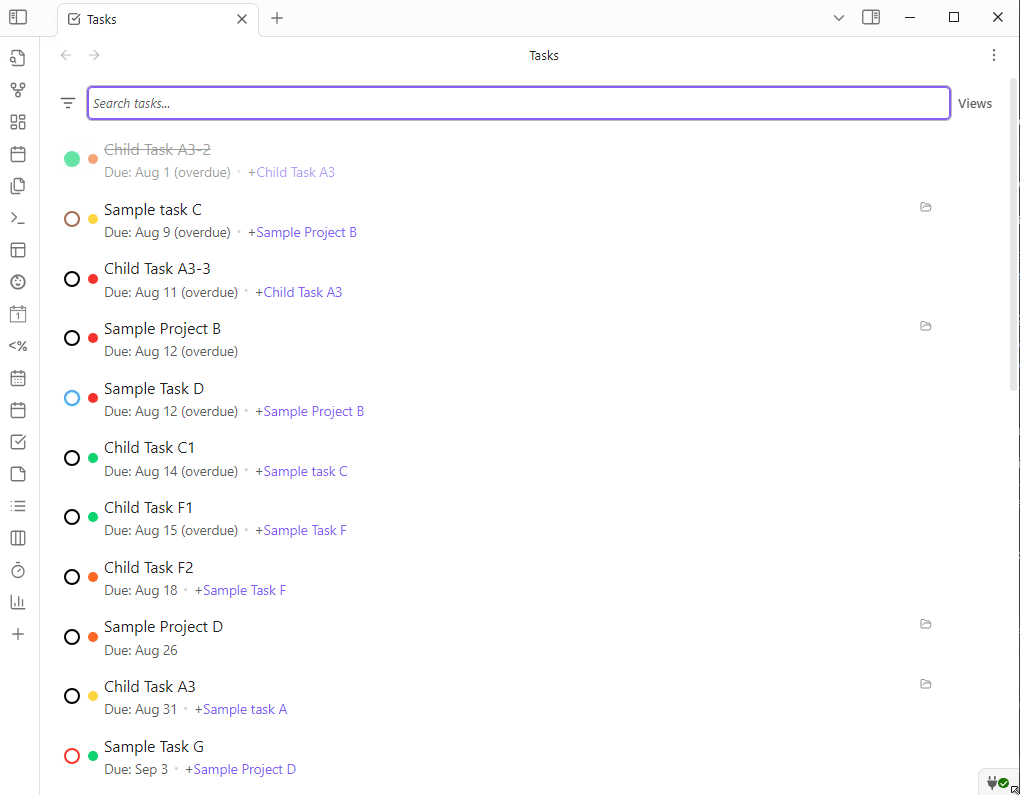 Tasks
Tasks
Search tasks...
Views
Child Task A3-2
Due: Aug 1 (overdue) • +Child Task A3
Sample task C
Due: Aug 9 (overdue) • +Sample Project B
Child Task A3-3
Due: Aug 11 (overdue) • +Child Task A3
Sample Project B
Due: Aug 12 (overdue)
Sample Task D
Due: Aug 12 (overdue) • +Sample Project B
Child Task C1
Due: Aug 14 (overdue) • +Sample task C
Child Task F1
Due: Aug 15 (overdue) • +Sample Task F
Child Task F2
Due: Aug 18 • +Sample Task F
Sample Project D
Due: Aug 26
Child Task A3
Due: Aug 31 • +Sample task A
Sample Task G
Due: Sep 3 • +Sample Project D
1
<%